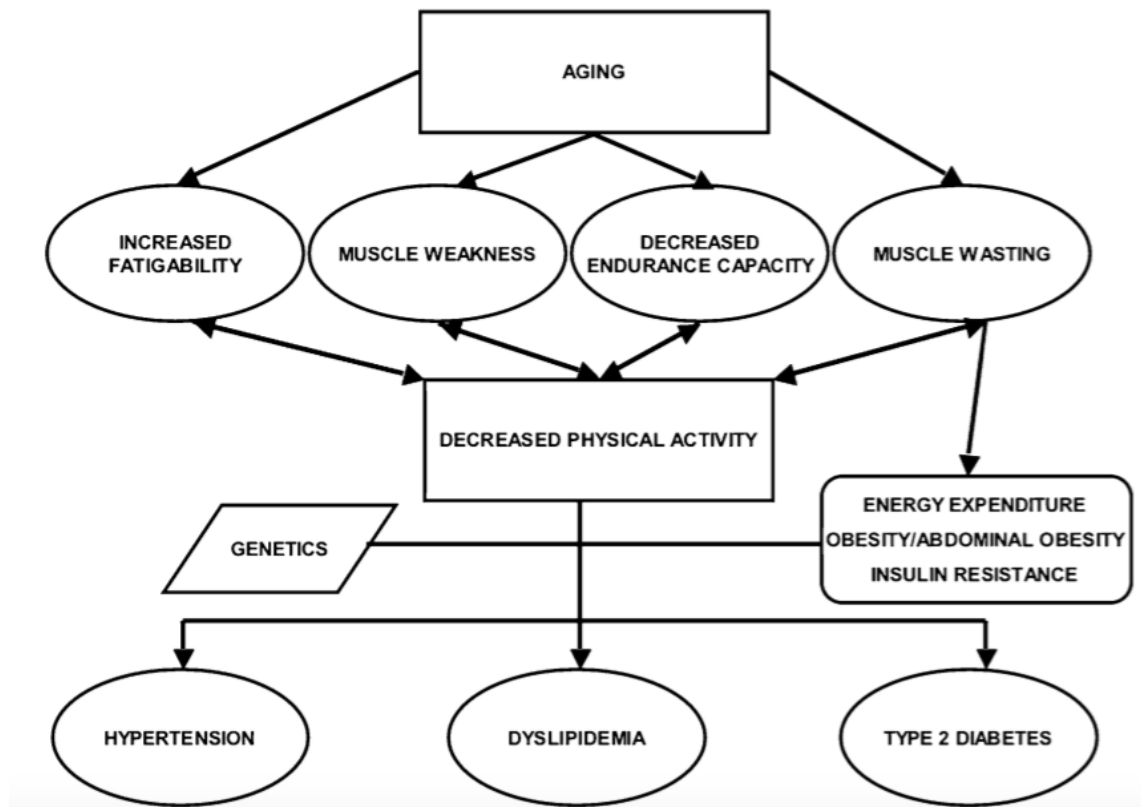 AGING
INCREASED
FATIGABILITY
MUSCLE WEAKNESS
DECREASED
ENDURANCE CAPACITY
MUSCLE WASTING
DECREASED PHYSICAL ACTIVITY
GENETICS
ENERGY EXPENDITURE
OBESITY/ABDOMINAL OBESITY
INSULIN RESISTANCE
HYPERTENSION
DYSLIPIDEMIA
TYPE 2 DIABETES